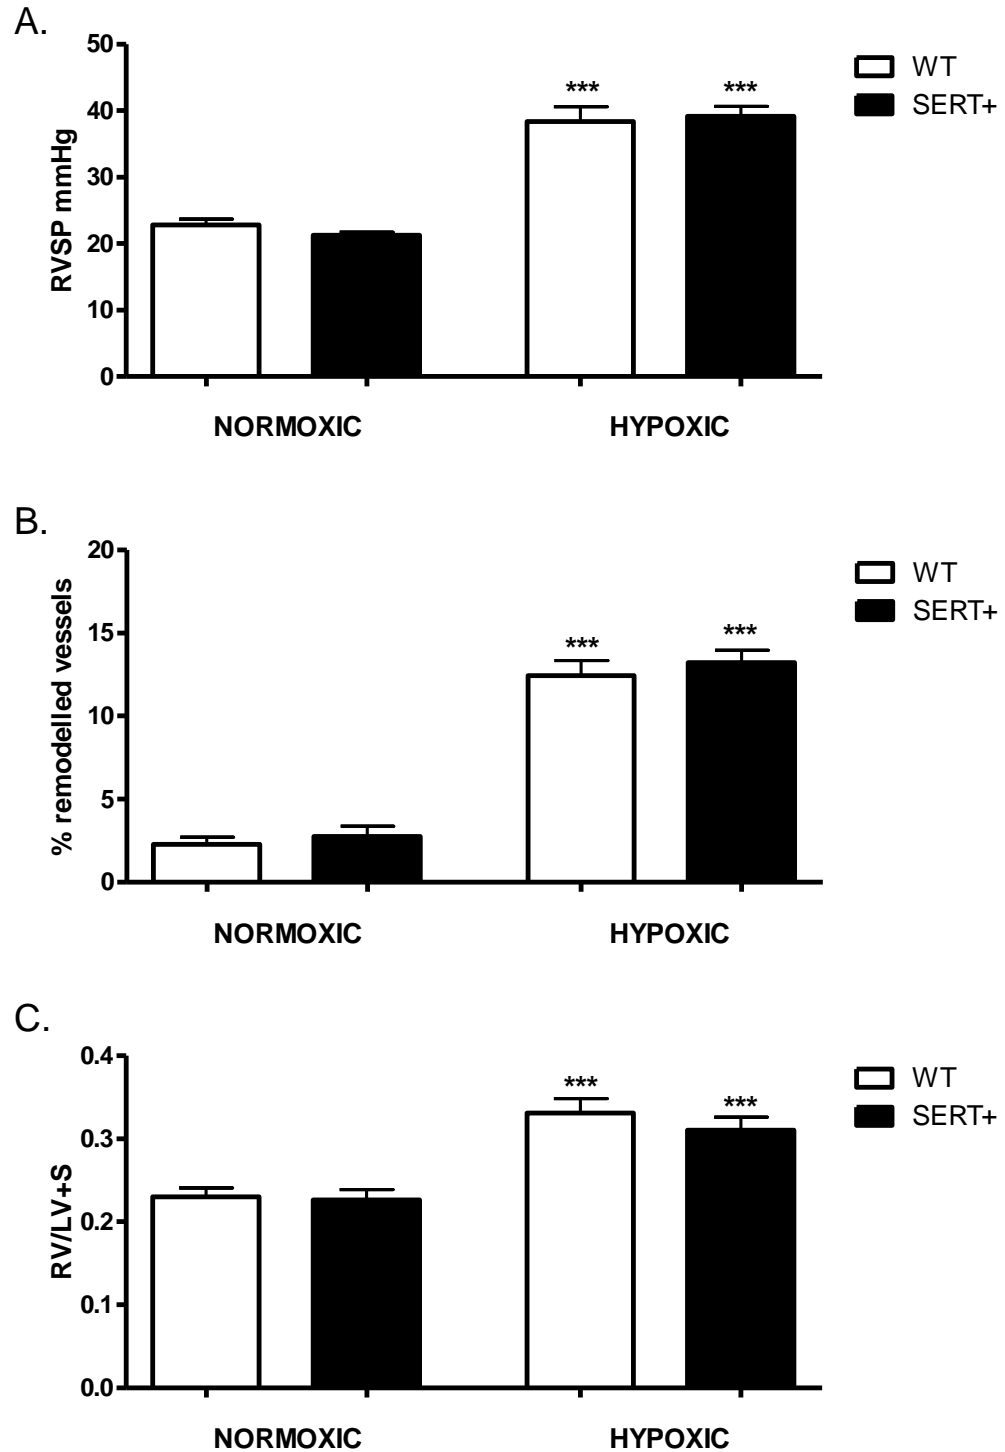 A.
RVSP mmHg
50
40
30
20
10
0
***
***
WT
SERT+
NORMOXIC
HYPOXIC
B.
% remodelled vessels
20
15
10
5
0
***
***
WT
SERT+
NORMOXIC
HYPOXIC
C.
RV/LV+S
0.4
0.3
0.2
0.1
0.0
***
***
WT
SERT+
NORMOXIC
HYPOXIC